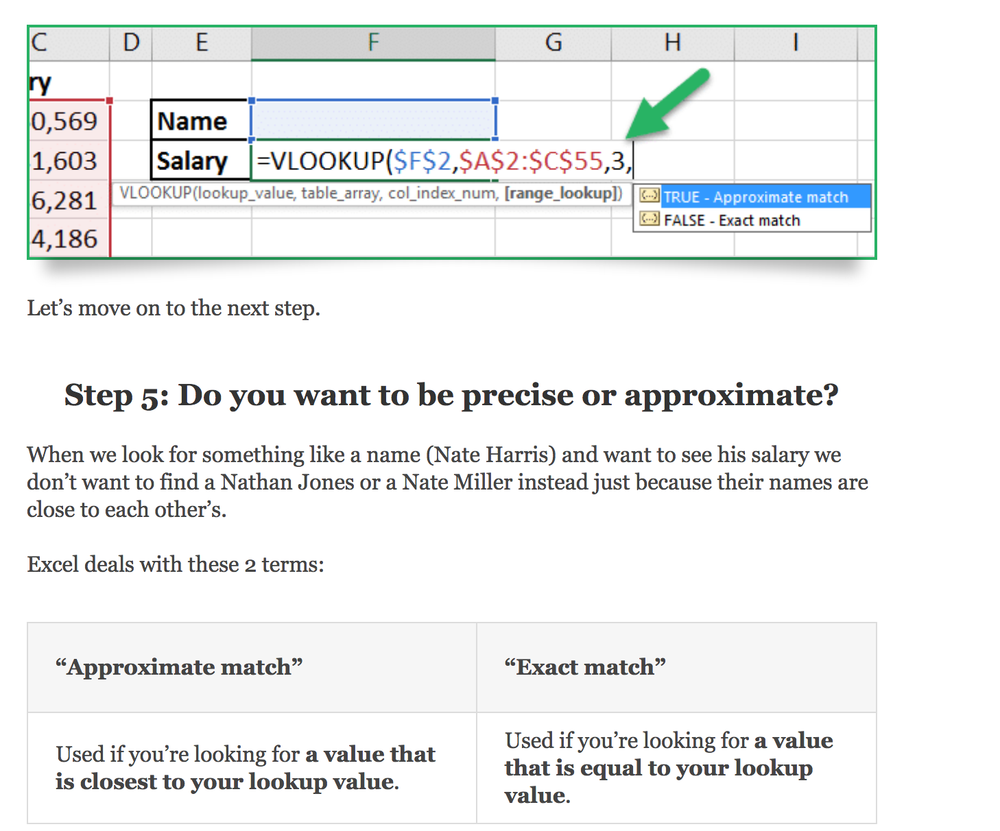 C D E F G H I
ry
0,569 Name
1,603 Salary =VLOOKUP($F$2,$A$2:$C$55,3,
6,281 VLOOKUP(lookup_value, table_array, col_index_num, [range_lookup]) TRUE - Approximate match
FALSE - Exact match
4,186
Let’s move on to the next step.
Step 5: Do you want to be precise or approximate?
When we look for something like a name (Nate Harris) and want to see his salary we
don’t want to find a Nathan Jones or a Nate Miller instead just because their names are
close to each other’s.
Excel deals with these 2 terms:
“Approximate match” “Exact match”
Used if you’re looking for a value that
is closest to your lookup value.
Used if you’re looking for a value
that is equal to your lookup
value.